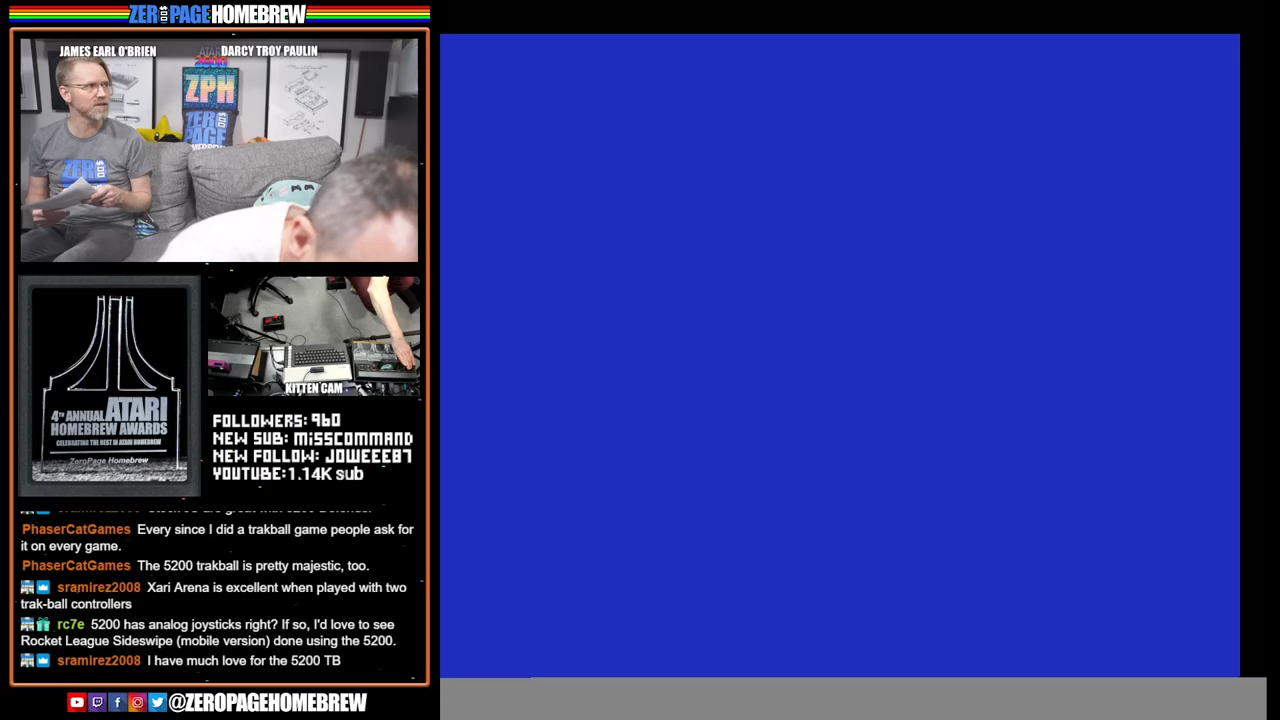 ZEROPAGEHOMEBREW
JAMES EARL O'BRIEN
DARCY TROY PAULIN
ATARI
2600
ZPH
ZERO
PAGE
ZERO
4TH ANNUAL ATARI
HOMEBREW AWARDS
CELEBRATING THE BEST IN ATARI HOMEBREW
ZeroPage Homebrew
KITTEN CAM
FOLLOWERS: 960
NEW SUB: MISSCOMMAND
NEW FOLLOW: JOWEEE87
YOUTUBE: 1.14K sub
PhaserCatGames Every since I did a trakball game people ask for
it on every game.
PhaserCatGames The 5200 trakball is pretty majestic, too.
sramirez2008 Xari Arena is excellent when played with two
trak-ball controllers
rc7e 5200 has analog joysticks right? If so, I'd love to see
Rocket League Sideswipe (mobile version) done using the 5200.
sramirez2008 I have much love for the 5200 TB
@ZEROPAGEHOMEBREW